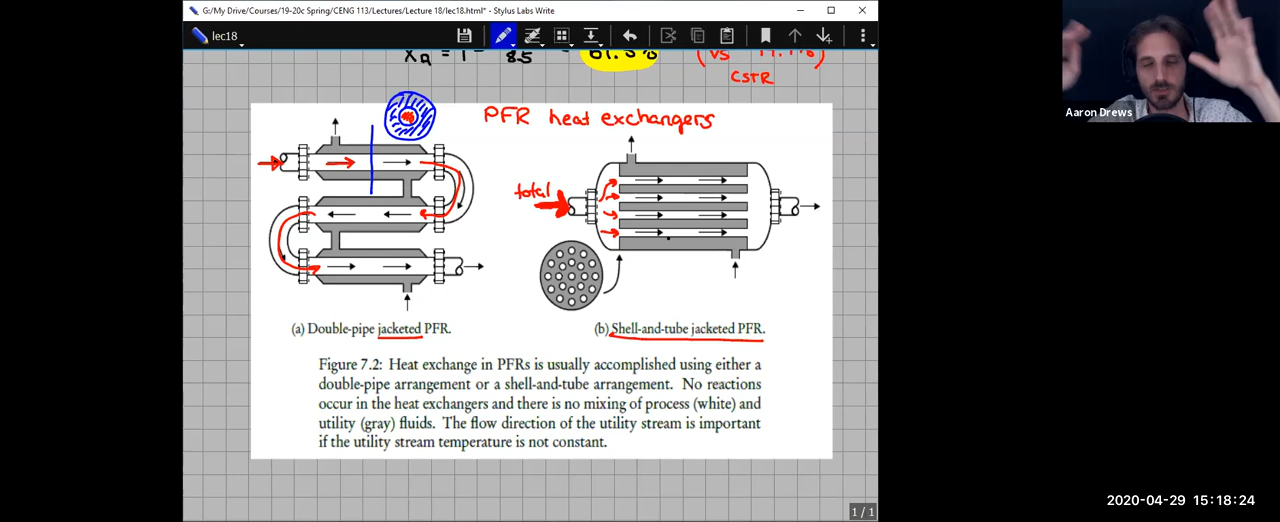 G:/My Drive/Courses/19-20c Spring/CENG 113/Lectures/Lecture 18/lec18.html* - Stylus Labs Write
lec18
Aaron Drews
CSTR
PFR heat exchangers
total
(a) Double-pipe jacketed PFR.
(b) Shell-and-tube jacketed PFR.
Figure 7.2: Heat exchange in PFRs is usually accomplished using either a
double-pipe arrangement or a shell-and-tube arrangement. No reactions
occur in the heat exchangers and there is no mixing of process (white) and
utility (gray) fluids. The flow direction of the utility stream is important
if the utility stream temperature is not constant.
2020-04-29 15:18:24
1 / 1